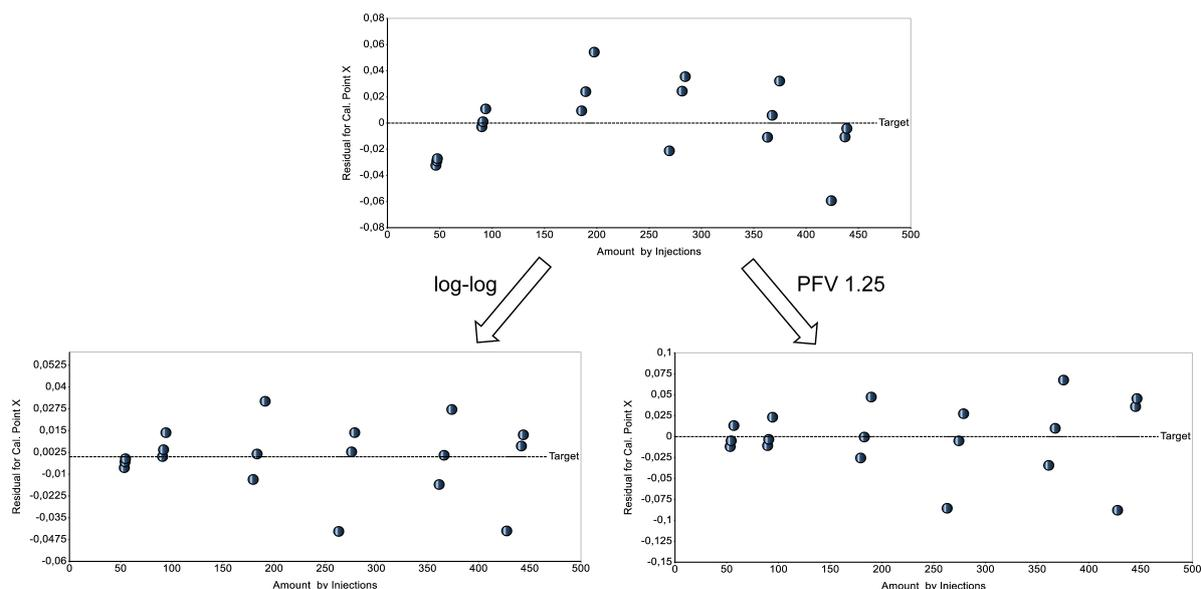 0,08
0,06
0,04
0,02
0
-0,02
-0,04
-0,06
-0,08
Residual for Cal. Point X
Target
0 50 100 150 200 250 300 350 400 450 500
Amount by Injections
log-log
PFV 1.25
0,0525
0,04
0,0275
0,015
0,0025
-0,01
-0,0225
-0,035
-0,0475
-0,06
Residual for Cal. Point X
Target
0 50 100 150 200 250 300 350 400 450 500
Amount by Injections
0,1
0,075
0,05
0,025
0
-0,025
-0,05
-0,075
-0,1
-0,125
-0,15
Residual for Cal. Point X
Target
0 50 100 150 200 250 300 350 400 450 500
Amount by Injections